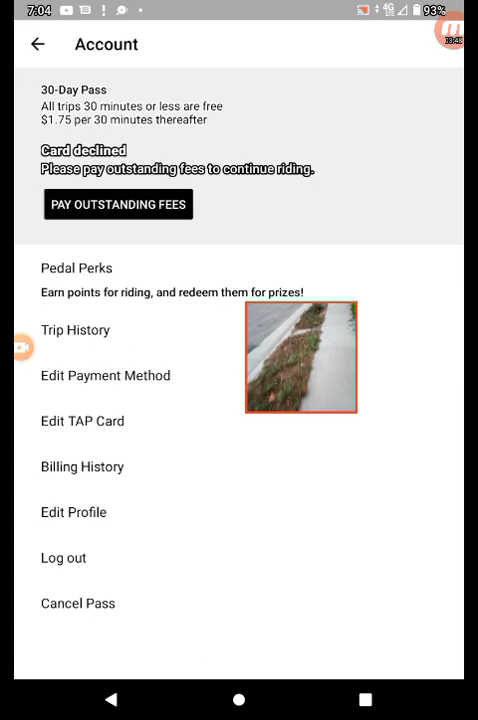 7:04
4G
LTE
93%
Account
30-Day Pass
All trips 30 minutes or less are free
$1.75 per 30 minutes thereafter
Card declined
Please pay outstanding fees to continue riding.
PAY OUTSTANDING FEES
Pedal Perks
Earn points for riding, and redeem them for prizes!
Trip History
Edit Payment Method
Edit TAP Card
Billing History
Edit Profile
Log out
Cancel Pass